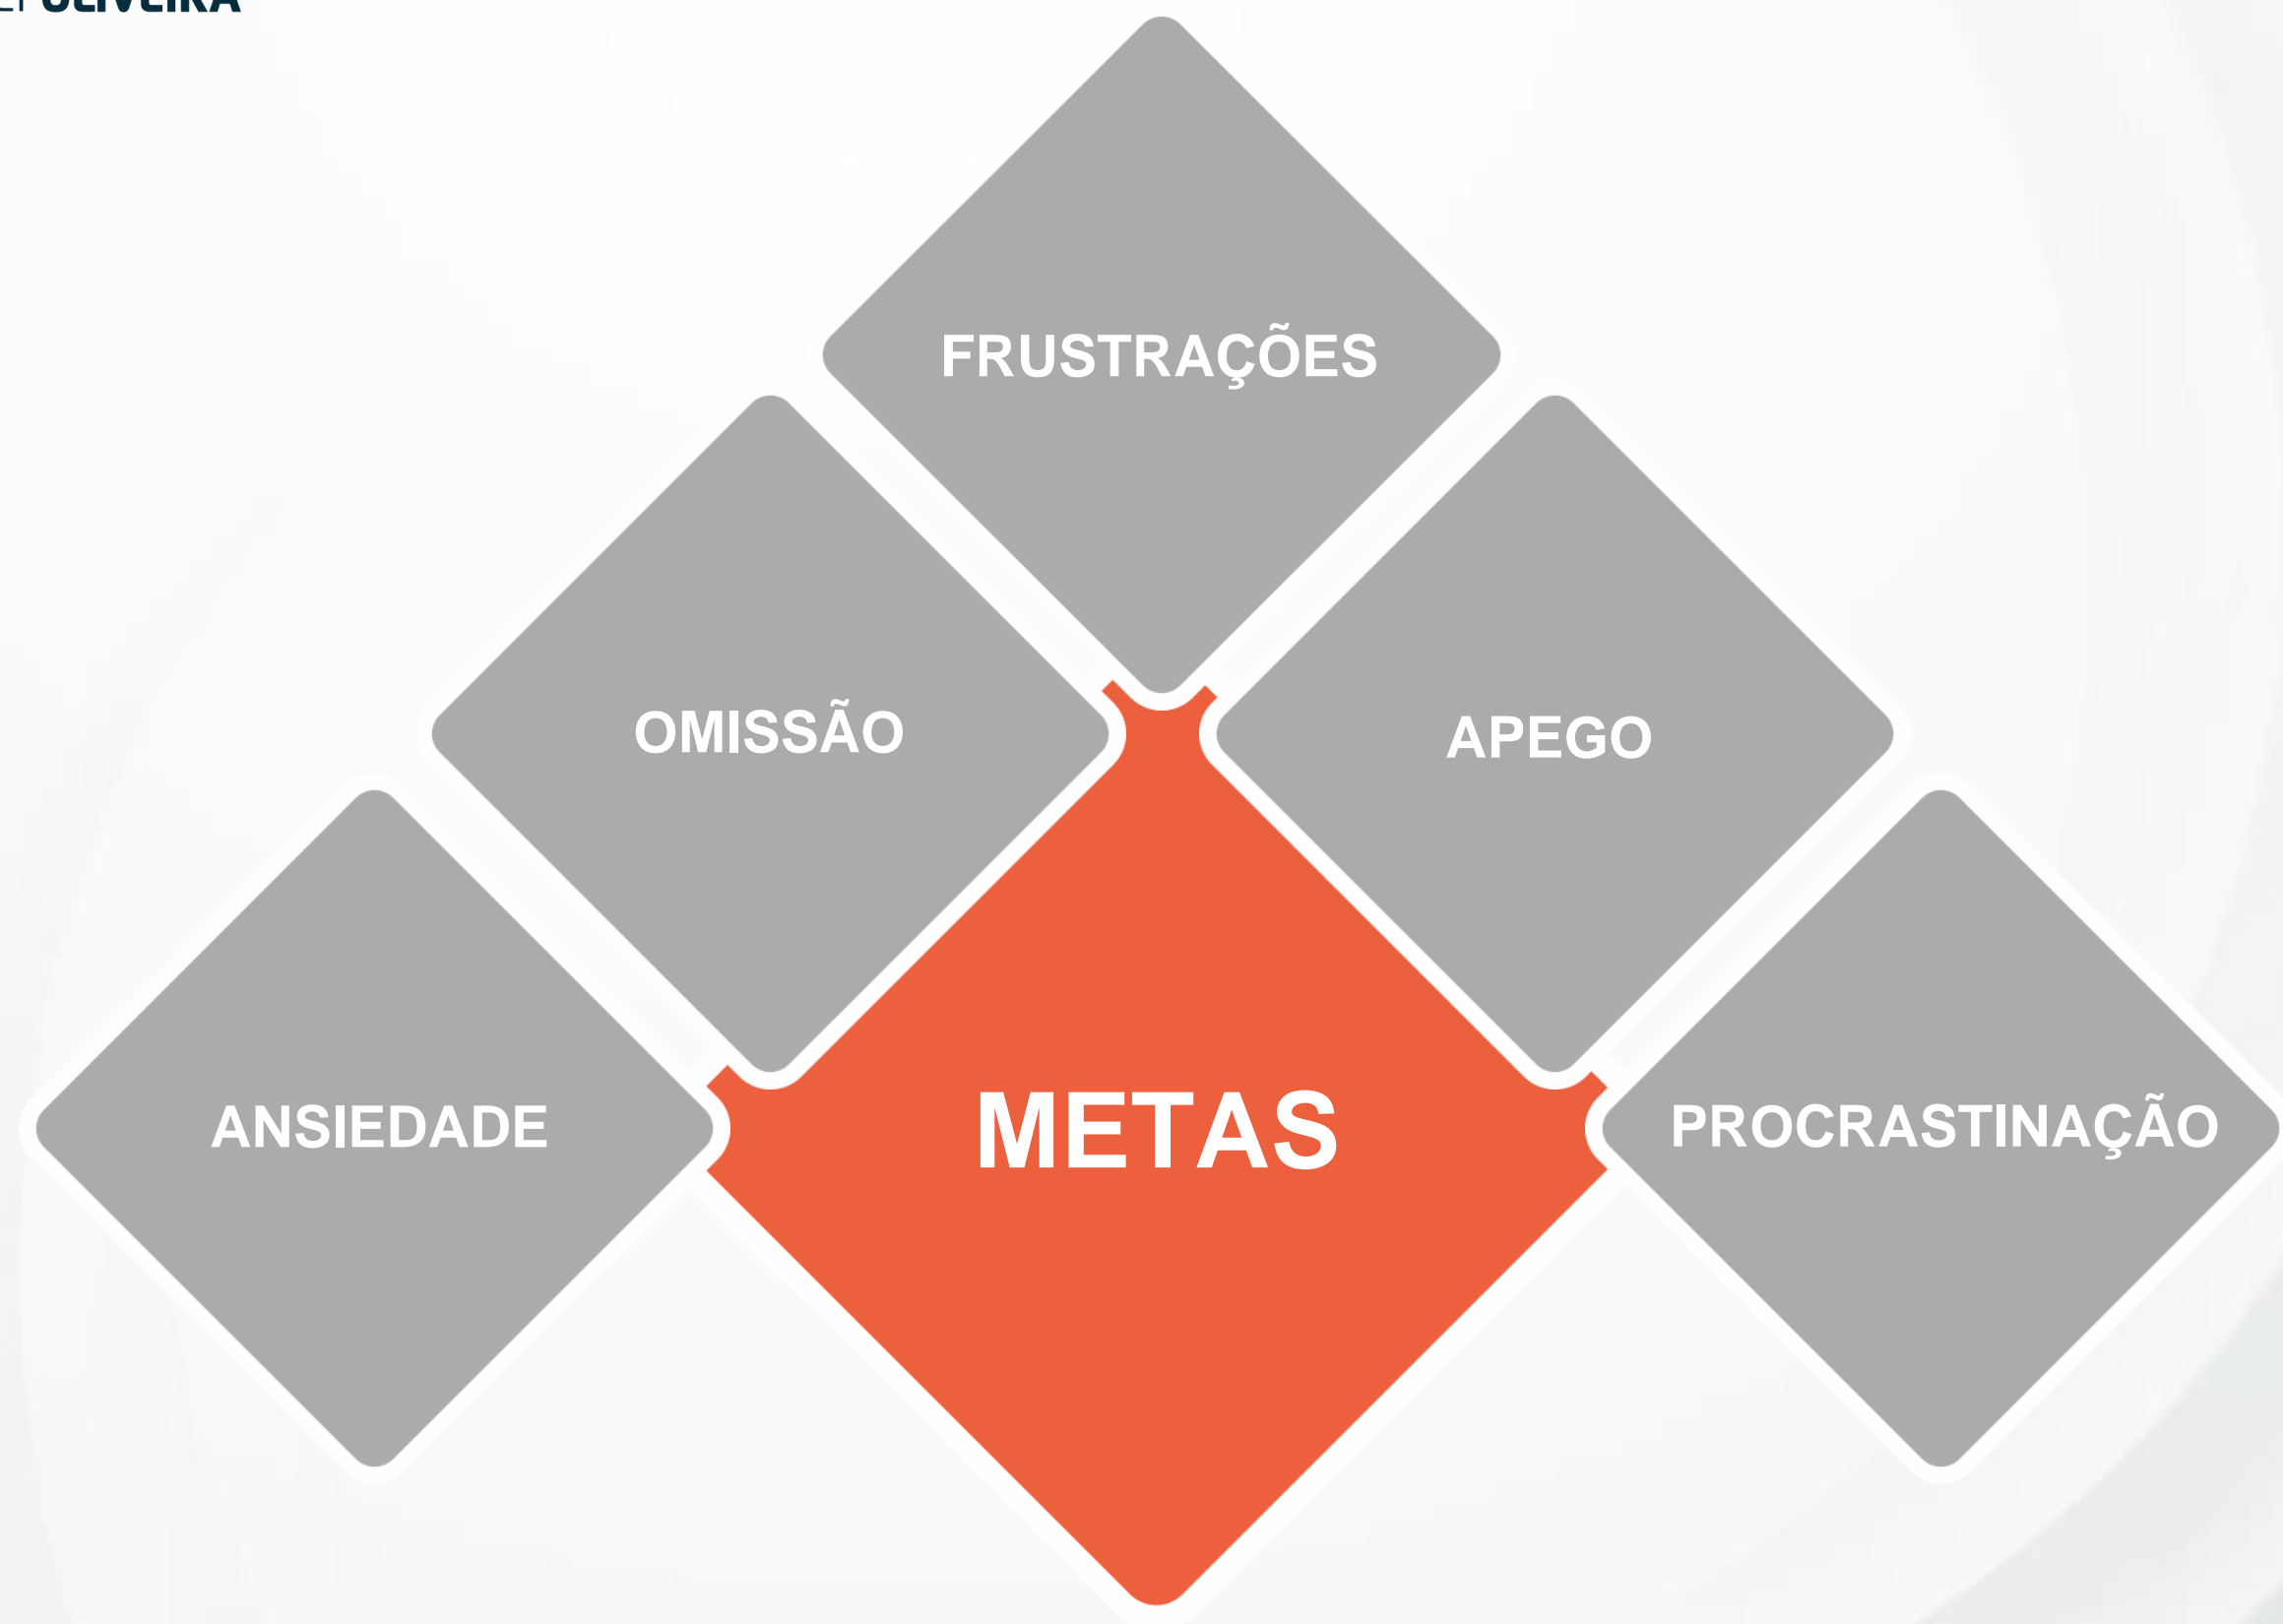 FRUSTRAÇÕES
OMISSÃO
APEGO
ANSIEDADE
METAS
PROCRASTINAÇÃO